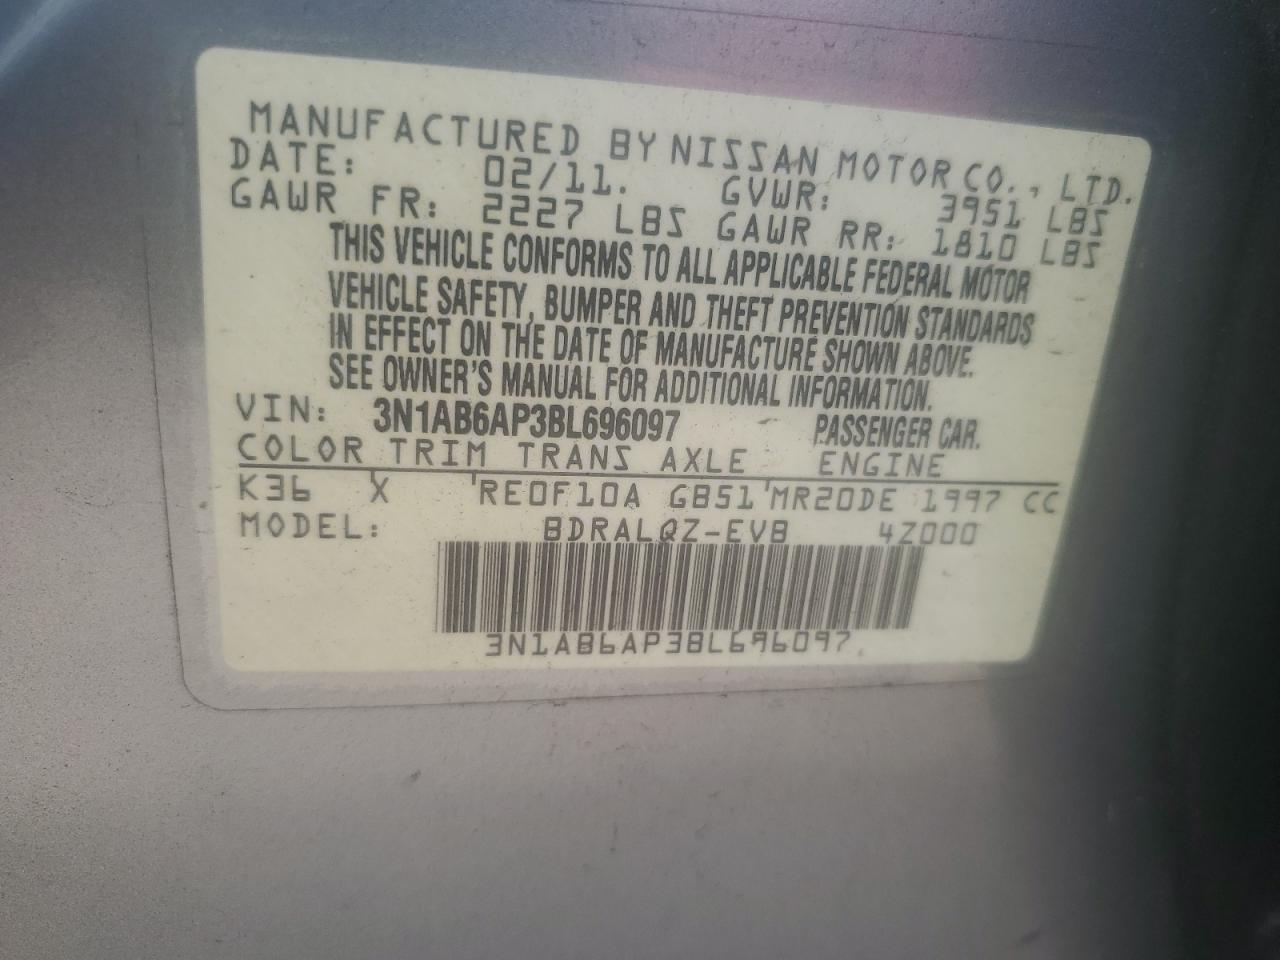 MANUFACTURED BY NISSAN MOTOR CO., LTD.
DATE: 02/11. GVWR: 3951 LBS
GAWR FR: 2227 LBS GAWR RR: 1810 LBS
THIS VEHICLE CONFORMS TO ALL APPLICABLE FEDERAL MOTOR
VEHICLE SAFETY, BUMPER AND THEFT PREVENTION STANDARDS
IN EFFECT ON THE DATE OF MANUFACTURE SHOWN ABOVE.
SEE OWNER'S MANUAL FOR ADDITIONAL INFORMATION.
VIN: 3N1AB6AP3BL696097 PASSENGER CAR.
COLOR TRIM TRANS AXLE ENGINE
K36 X RE0F10A GB51 MR20DE 1997 CC
MODEL: BDRALQZ-EVB 4Z000
3N1AB6AP3BL696097